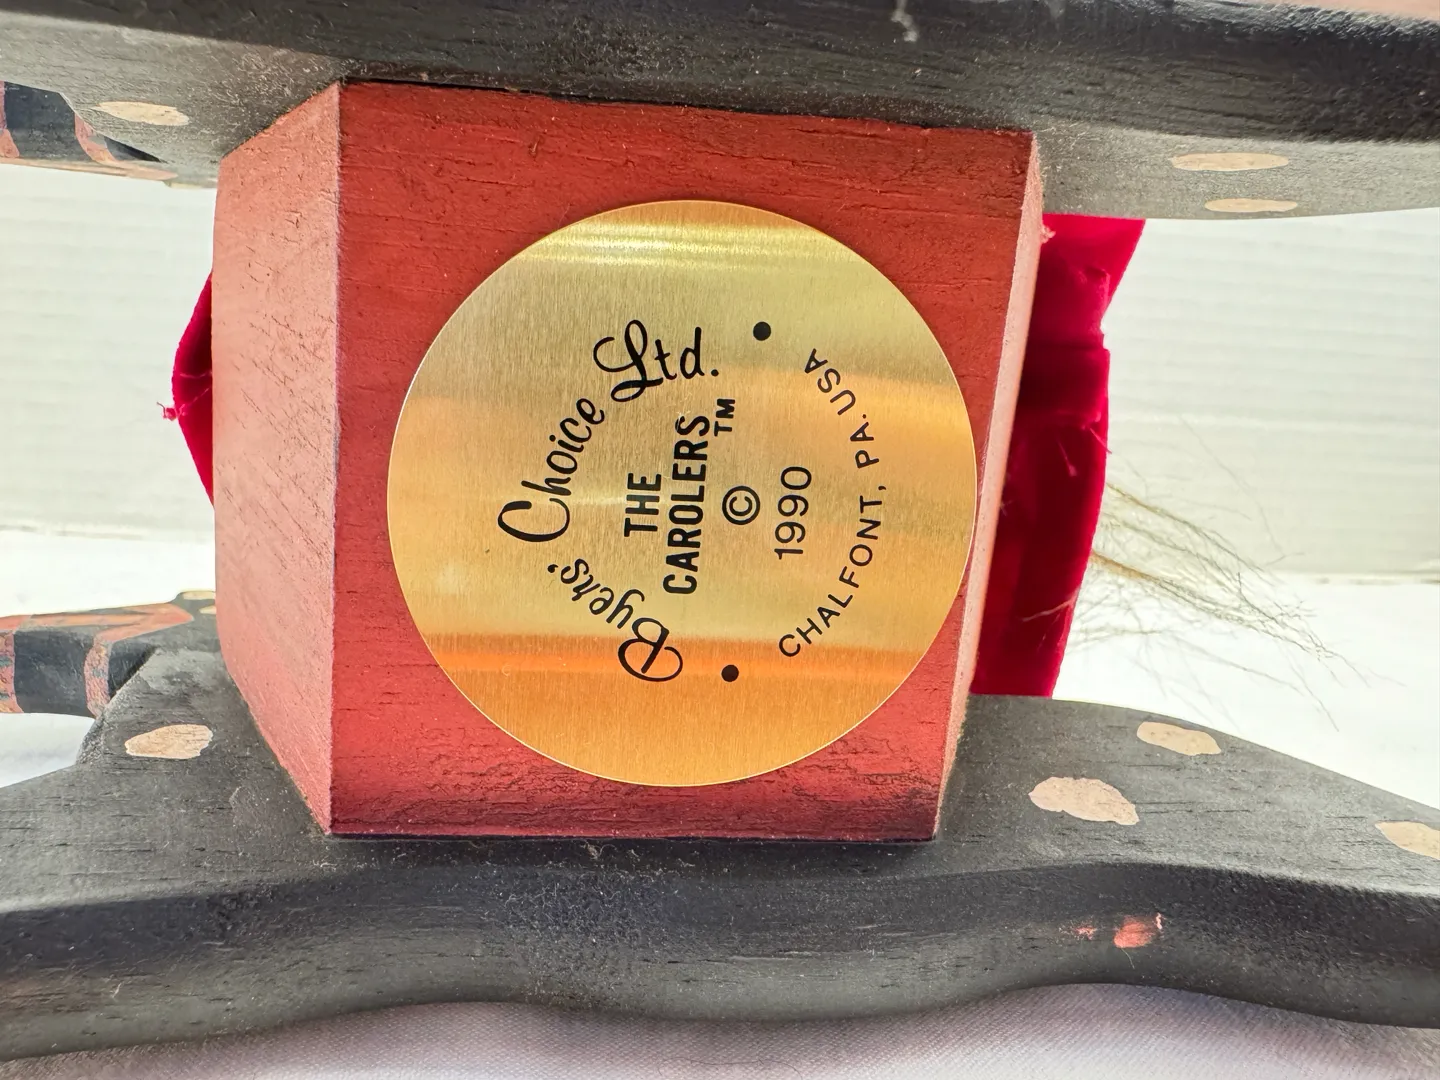 Byers' Choice Ltd.
THE
CAROLERS™
©
1990
CHALFONT, PA. USA